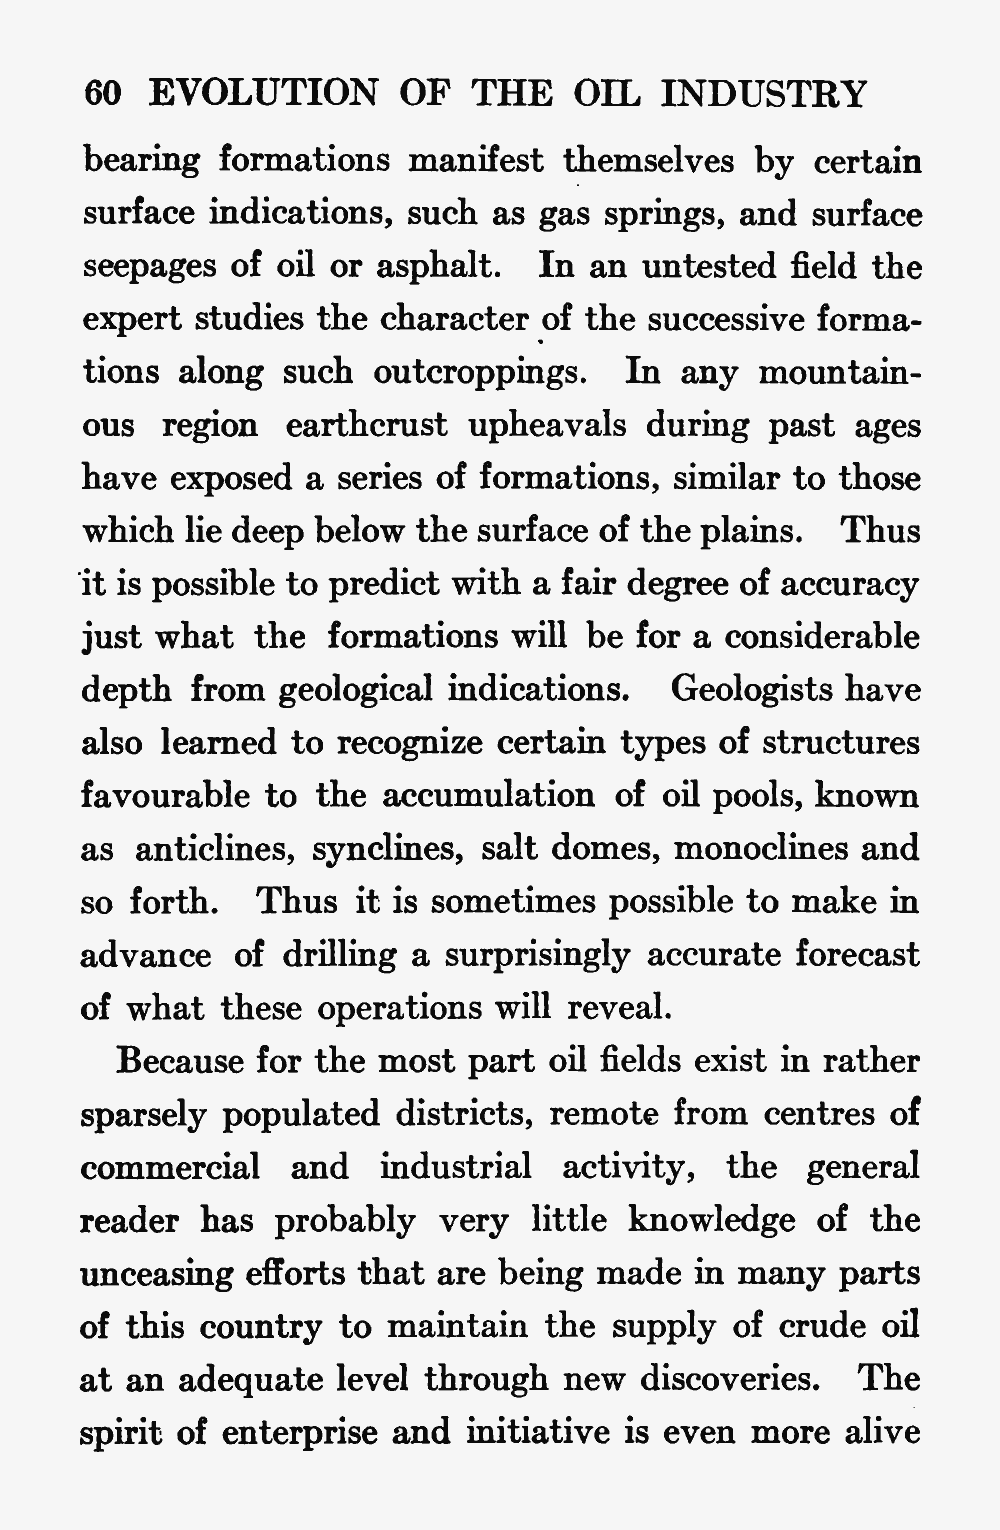 60 EVOLUTION OF THE OIL INDUSTRY
bearing formations manifest themselves by certain
surface indications, such as gas springs, and surface
seepages of oil or asphalt. In an untested field the
expert studies the character of the successive forma-
tions along such outcroppings. In any mountain-
ous region earthcrust upheavals during past ages
have exposed a series of formations, similar to those
which lie deep below the surface of the plains. Thus
it is possible to predict with a fair degree of accuracy
just what the formations will be for a considerable
depth from geological indications. Geologists have
also learned to recognize certain types of structures
favourable to the accumulation of oil pools, known
as anticlines, synclines, salt domes, monoclines and
so forth. Thus it is sometimes possible to make in
advance of drilling a surprisingly accurate forecast
of what these operations will reveal.
Because for the most part oil fields exist in rather
sparsely populated districts, remote from centres of
commercial and industrial activity, the general
reader has probably very little knowledge of the
unceasing efforts that are being made in many parts
of this country to maintain the supply of crude oil
at an adequate level through new discoveries. The
spirit of enterprise and initiative is even more alive